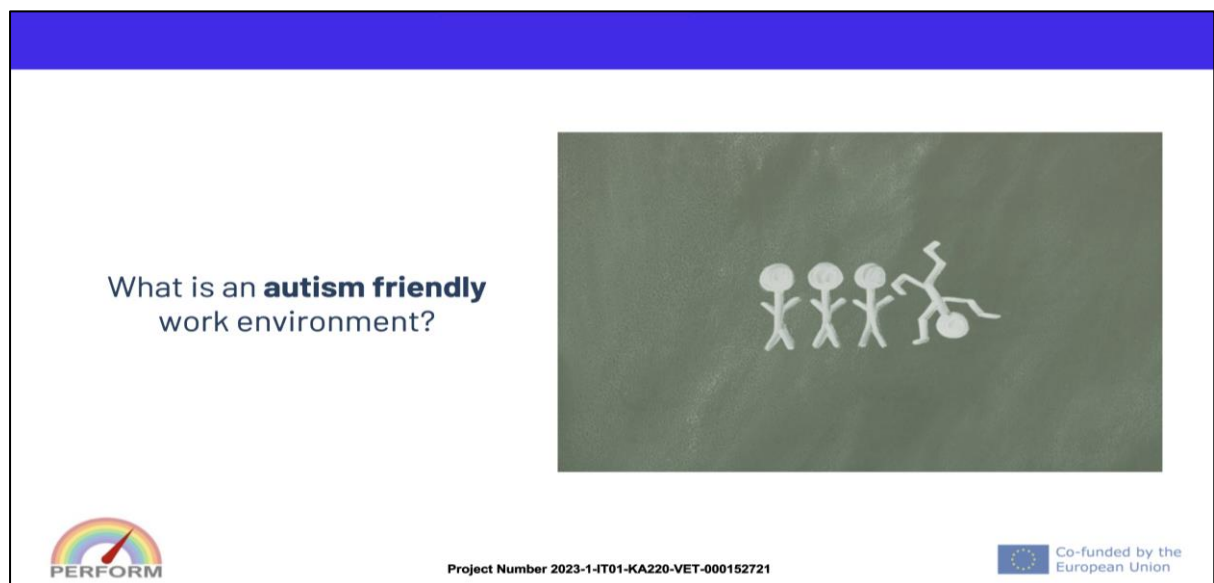 What is an autism friendly
work environment?
PERFORM
Project Number 2023-1-IT01-KA220-VET-000152721
Co-funded by the
European Union